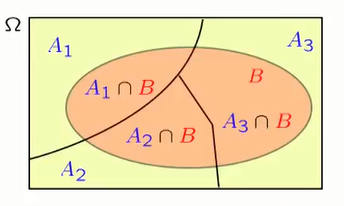 Ω
A₁
A₃
B
A₁ ∩ B
A₂ ∩ B
A₃ ∩ B
A₂